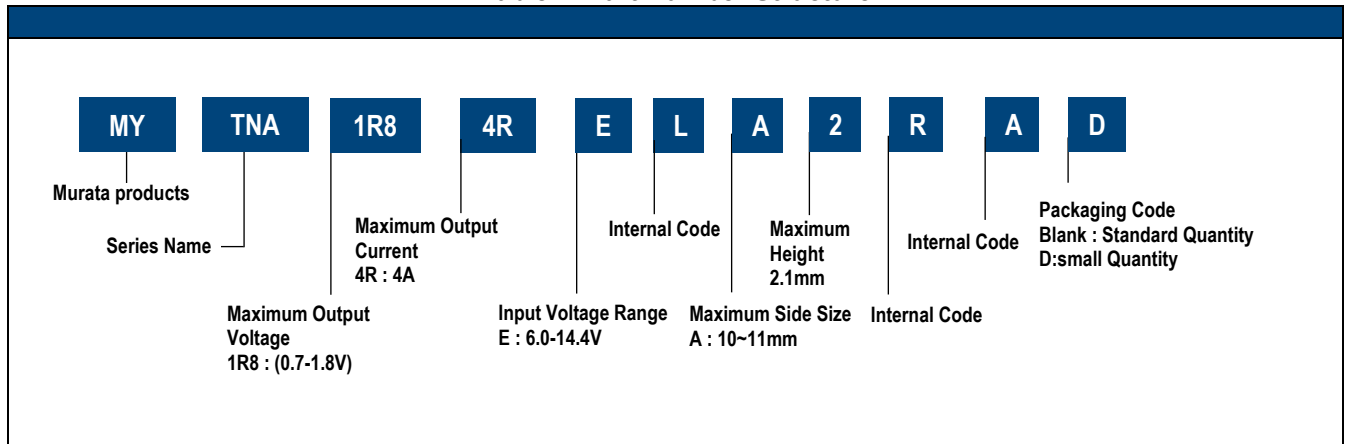 MY TNA 1R8 4R E L A 2 R A D
Murata products
Series Name
Maximum Output
Voltage
1R8 : (0.7-1.8V)
Maximum Output
Current
4R : 4A
Input Voltage Range
E : 6.0-14.4V
Internal Code
Maximum Side Size
A : 10~11mm
Maximum
Height
2.1mm
Internal Code
Internal Code
Packaging Code
Blank : Standard Quantity
D:small Quantity